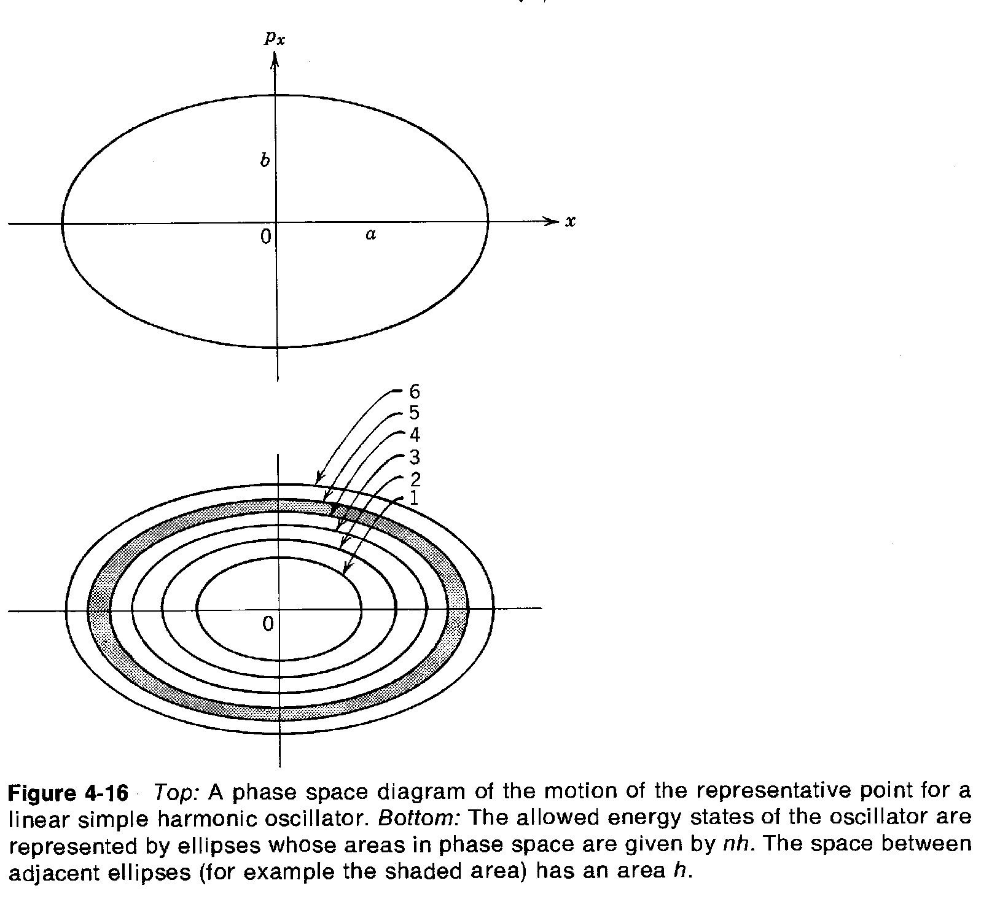 pₓ
b
0
a
x
6
5
4
3
2
1
0
Figure 4-16 Top: A phase space diagram of the motion of the representative point for a
linear simple harmonic oscillator. Bottom: The allowed energy states of the oscillator are
represented by ellipses whose areas in phase space are given by nh. The space between
adjacent ellipses (for example the shaded area) has an area h.